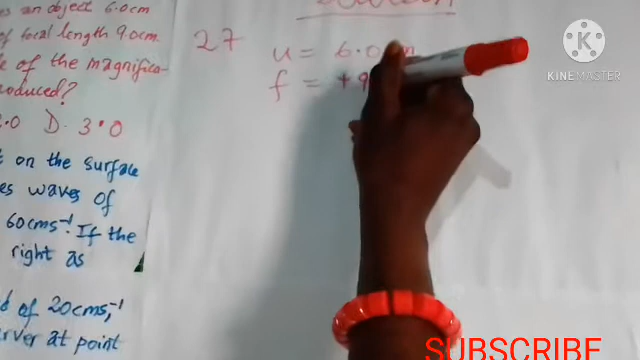 es an object 6.0cm
of focal length 90cm.
e of the magnifica-
roduced?
2.0 D. 3.0
on the surface
es waves of
60cms⁻¹. If the
right as
d of 20cms,⁻¹
rver at point
Solution
27 u = 6.0cm
f = +9
KINEMASTER
SUBSCRIBE